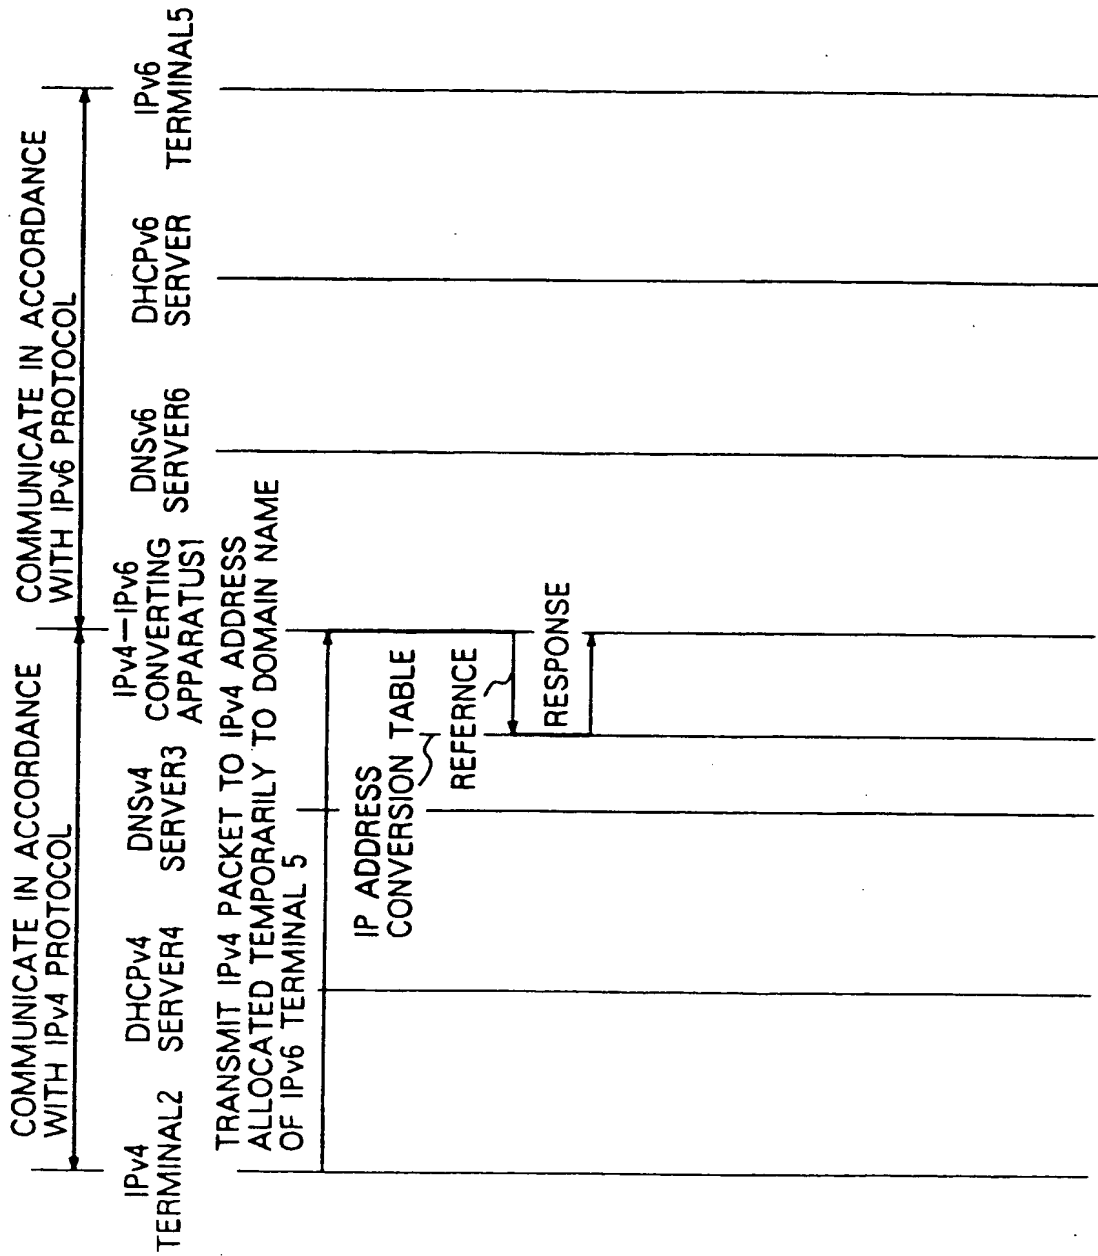 COMMUNICATE IN ACCORDANCE
WITH IPv4 PROTOCOL
COMMUNICATE IN ACCORDANCE
WITH IPv6 PROTOCOL
IPv4
TERMINAL2
DHCPv4
SERVER4
DNSv4
SERVER3
IPv4—IPv6
CONVERTING
APPARATUS1
DNSv6
SERVER6
DHCPv6
SERVER
IPv6
TERMINAL5
TRANSMIT IPv4 PACKET TO IPv4 ADDRESS
ALLOCATED TEMPORARILY TO DOMAIN NAME
OF IPv6 TERMINAL 5
IP ADDRESS
CONVERSION TABLE
REFERNCE
RESPONSE